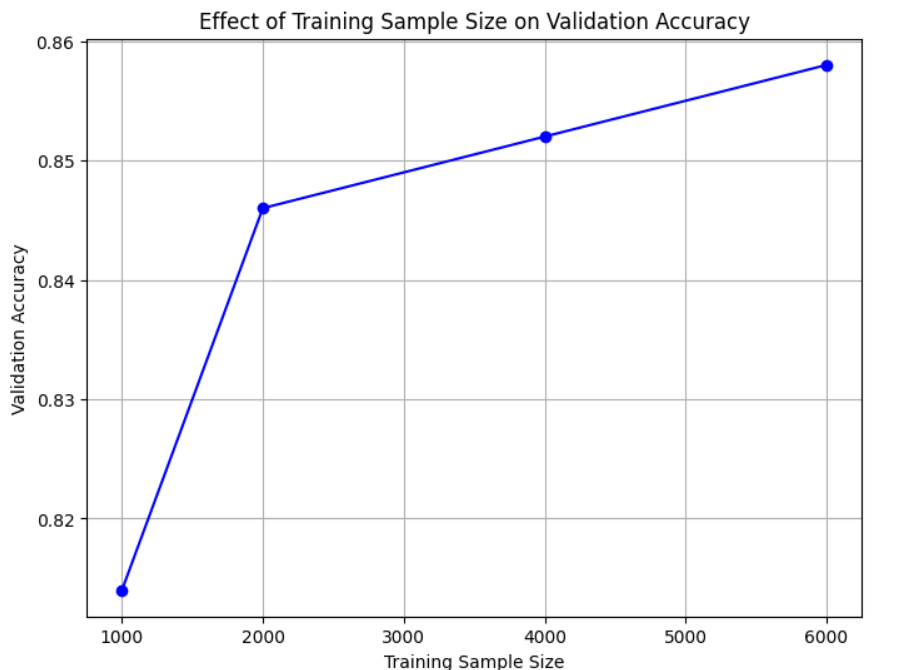 Effect of Training Sample Size on Validation Accuracy
0.86
0.85
0.84
0.83
0.82
Validation Accuracy
1000 2000 3000 4000 5000 6000
Training Sample Size